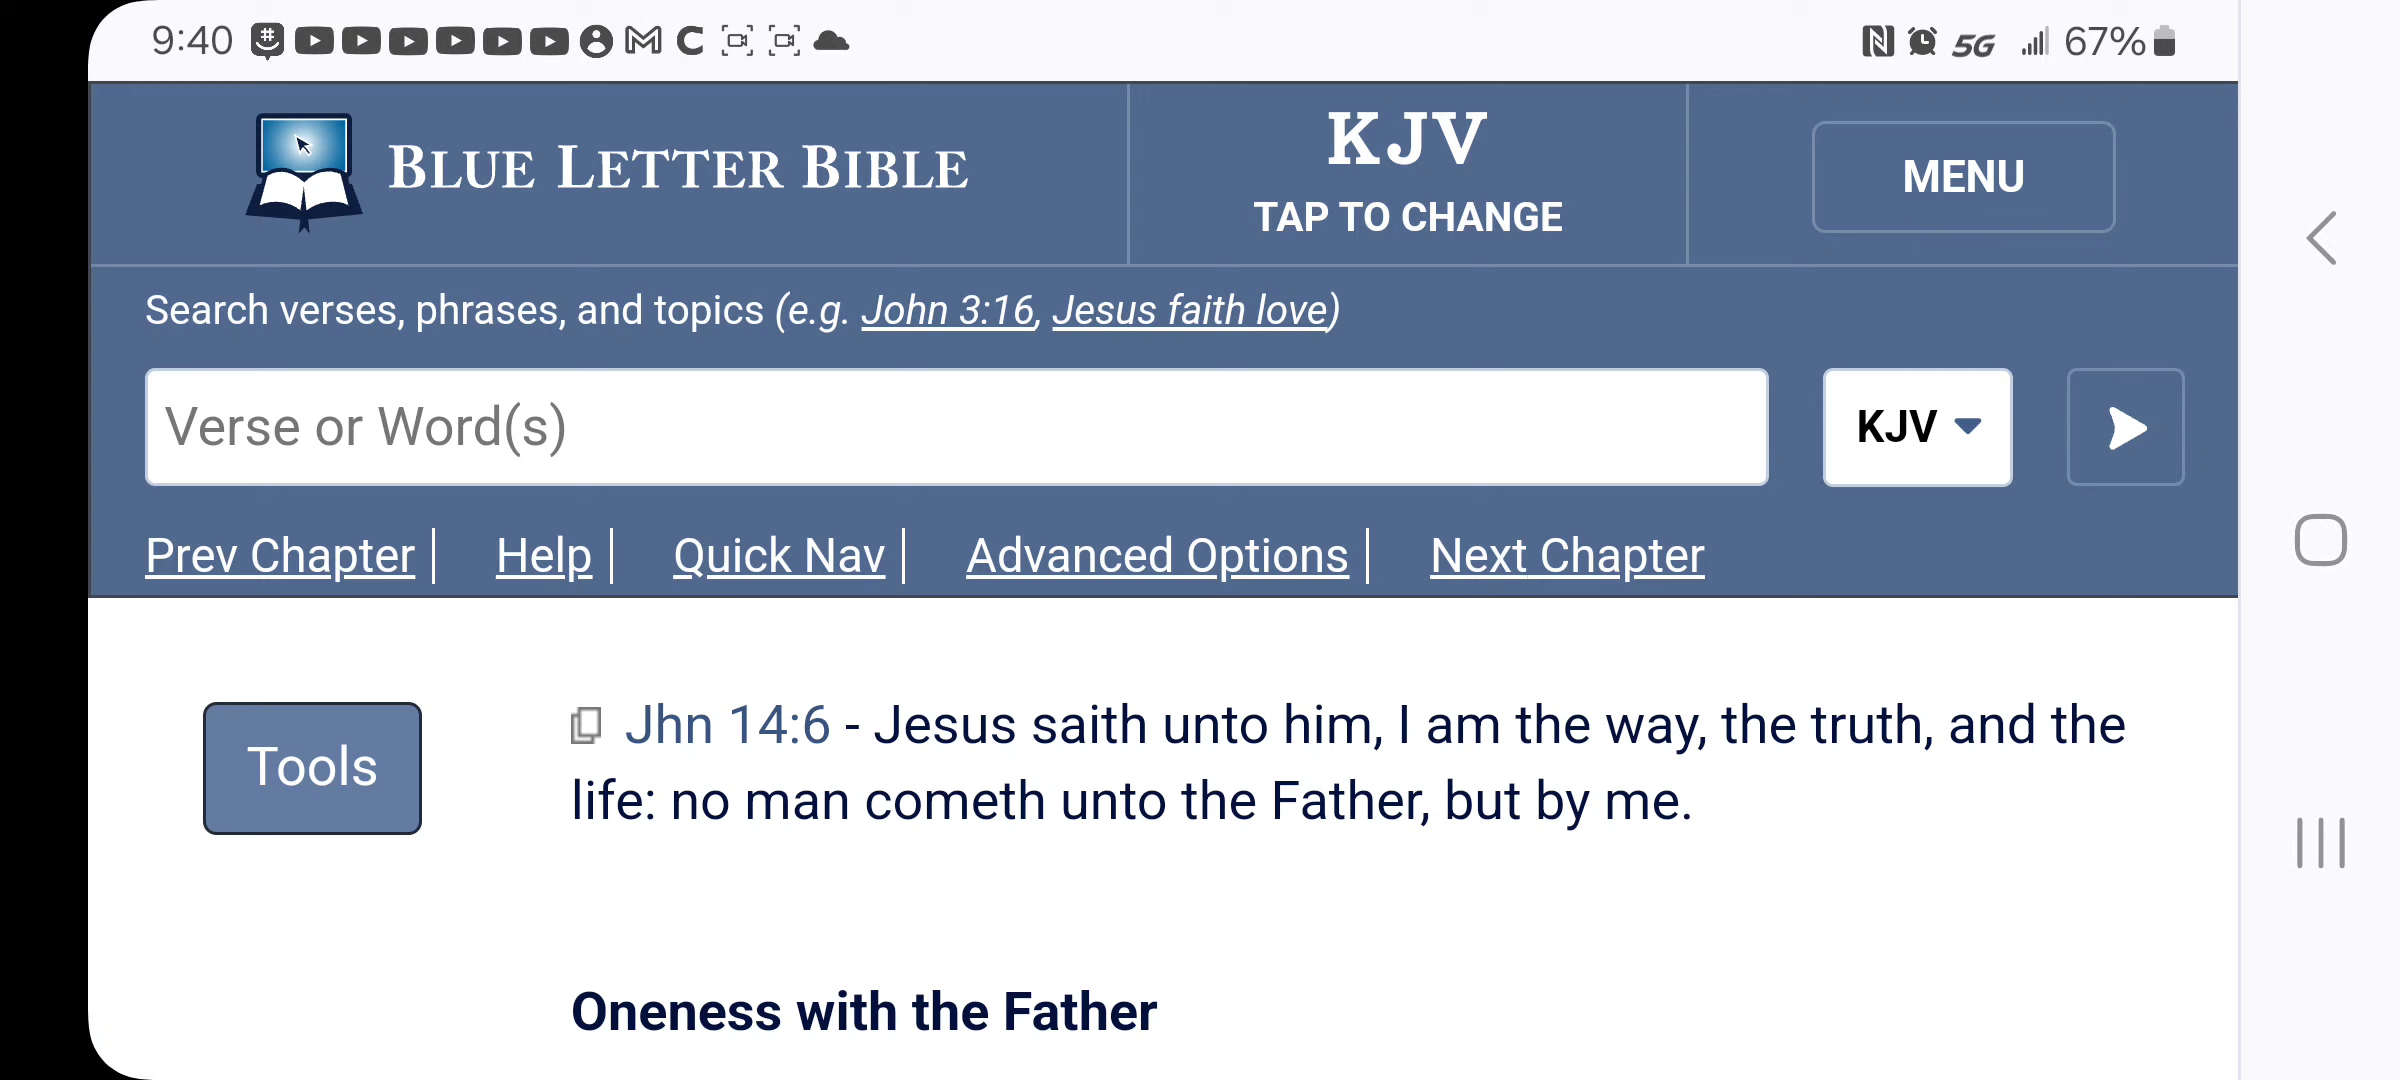 9:40
5G 67%
BLUE LETTER BIBLE
KJV
TAP TO CHANGE
MENU
Search verses, phrases, and topics (e.g. John 3:16, Jesus faith love)
Verse or Word(s)
KJV
Prev Chapter | Help | Quick Nav | Advanced Options | Next Chapter
Tools
Jhn 14:6 - Jesus saith unto him, I am the way, the truth, and the
life: no man cometh unto the Father, but by me.
Oneness with the Father